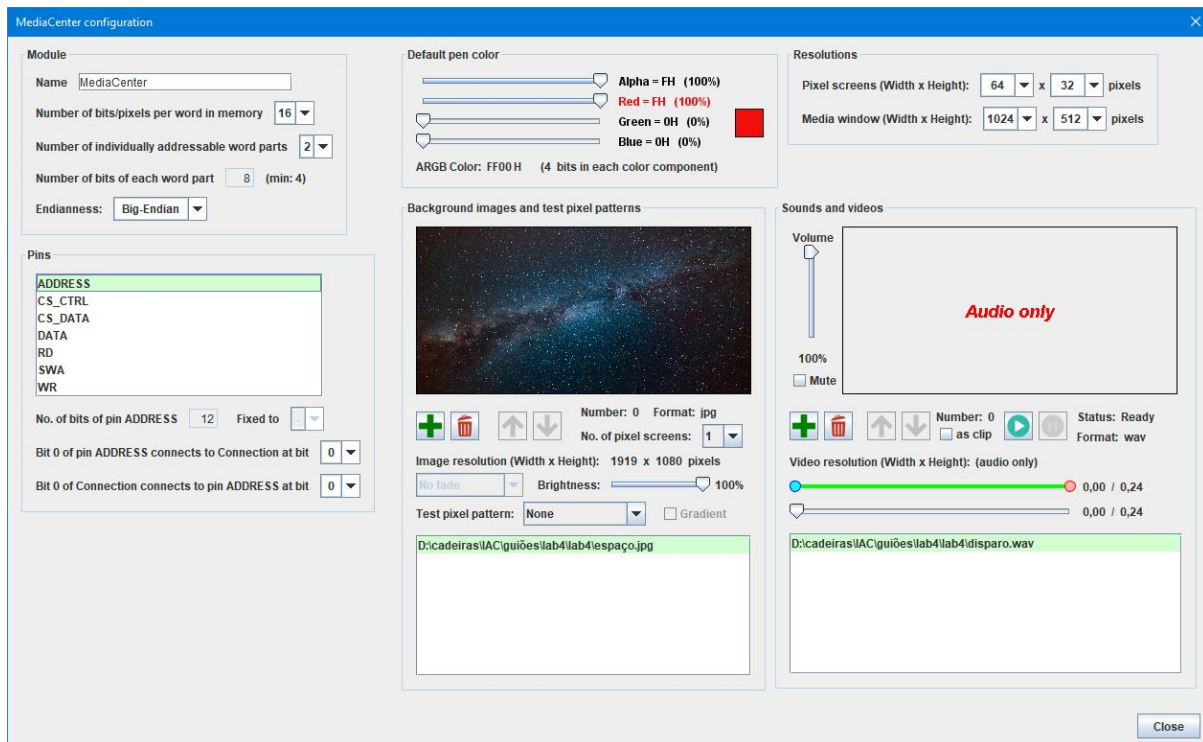 MediaCenter configuration
Module
Name MediaCenter
Number of bits/pixels per word in memory 16
Number of individually addressable word parts 2
Number of bits of each word part 8 (min: 4)
Endianness: Big-Endian
Pins
ADDRESS
CS_CTRL
CS_DATA
DATA
RD
SWA
WR
No. of bits of pin ADDRESS 12 Fixed to -
Bit 0 of pin ADDRESS connects to Connection at bit 0
Bit 0 of Connection connects to pin ADDRESS at bit 0
Default pen color
Alpha = FH (100%)
Red = FH (100%)
Green = 0H (0%)
Blue = 0H (0%)
ARGB Color: FF00 H (4 bits in each color component)
Resolutions
Pixel screens (Width x Height): 64 x 32 pixels
Media window (Width x Height): 1024 x 512 pixels
Background images and test pixel patterns
Number: 0 Format: jpg
No. of pixel screens: 1
Image resolution (Width x Height): 1919 x 1080 pixels
No fade Brightness: 100%
Test pixel pattern: None Gradient
D:\cadeiras\IAC\guiões\lab4\lab4\espaço.jpg
Sounds and videos
Volume
Audio only
100%
Mute
Number: 0 Status: Ready
as clip Format: wav
Video resolution (Width x Height): (audio only)
0,00 / 0,24
0,00 / 0,24
D:\cadeiras\IAC\guiões\lab4\lab4\disparo.wav
Close